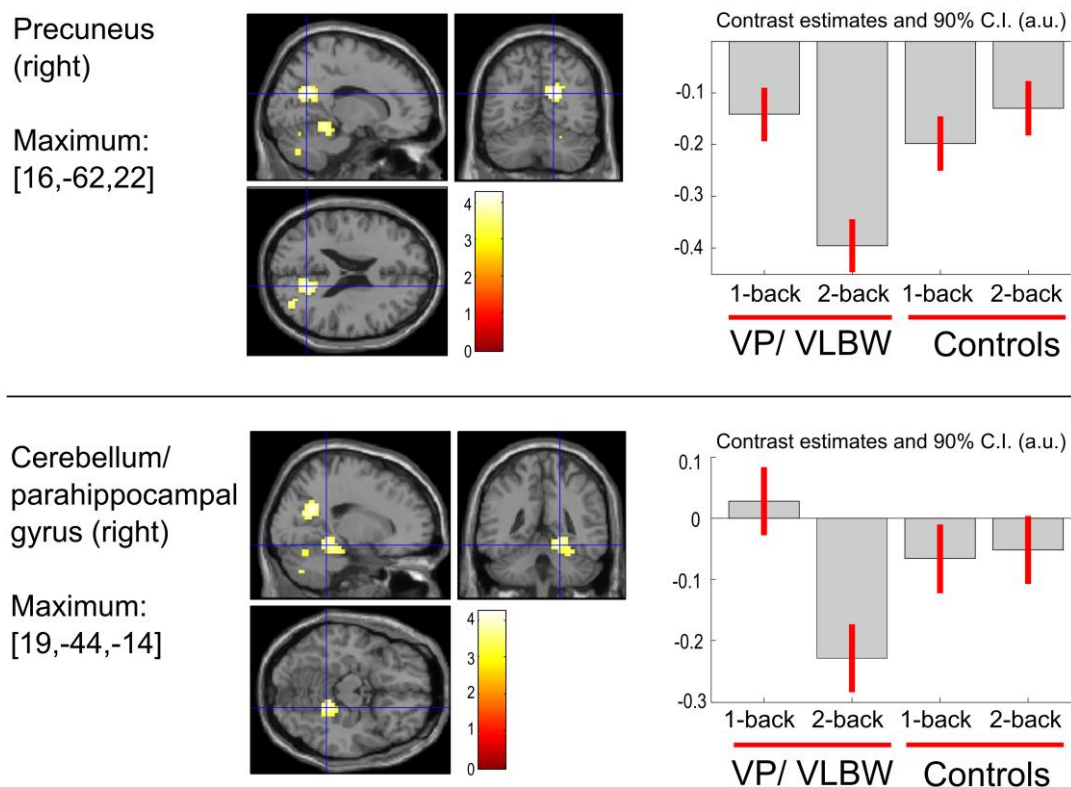 Precuneus
(right)
Maximum:
[16,-62,22]
4
3
2
1
0
Contrast estimates and 90% C.I. (a.u.)
-0.1
-0.2
-0.3
-0.4
1-back 2-back 1-back 2-back
VP/ VLBW Controls
Cerebellum/
parahippocampal
gyrus (right)
Maximum:
[19,-44,-14]
4
3
2
1
0
Contrast estimates and 90% C.I. (a.u.)
0.1
0
-0.1
-0.2
-0.3
1-back 2-back 1-back 2-back
VP/ VLBW Controls